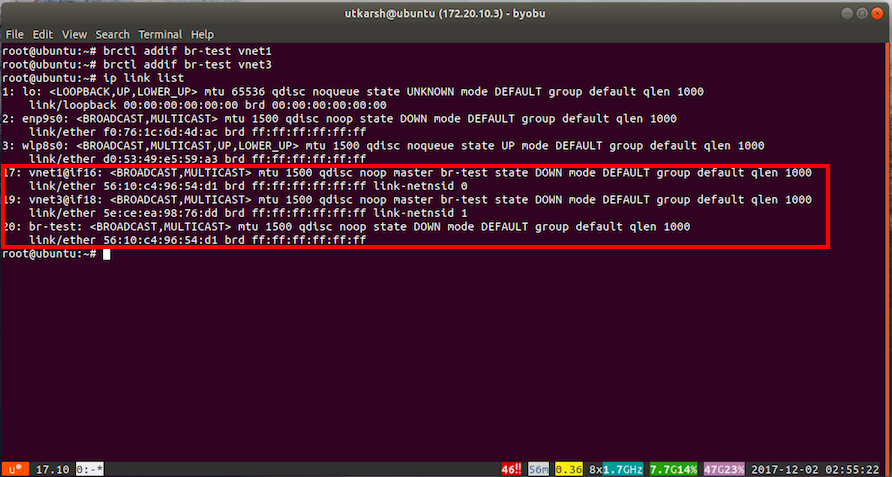 utkarsh@ubuntu (172.20.10.3) - byobu
File Edit View Search Terminal Help
root@ubuntu:~# brctl addif br-test vnet1
root@ubuntu:~# brctl addif br-test vnet3
root@ubuntu:~# ip link list
1: lo: <LOOPBACK,UP,LOWER_UP> mtu 65536 qdisc noqueue state UNKNOWN mode DEFAULT group default qlen 1000
    link/loopback 00:00:00:00:00:00 brd 00:00:00:00:00:00
2: enp9s0: <BROADCAST,MULTICAST> mtu 1500 qdisc noop state DOWN mode DEFAULT group default qlen 1000
    link/ether f0:76:1c:6d:4d:ac brd ff:ff:ff:ff:ff:ff
3: wlp8s0: <BROADCAST,MULTICAST,UP,LOWER_UP> mtu 1500 qdisc noqueue state UP mode DEFAULT group default qlen 1000
    link/ether d0:53:49:e5:59:a3 brd ff:ff:ff:ff:ff:ff
17: vnet1@if16: <BROADCAST,MULTICAST> mtu 1500 qdisc noop master br-test state DOWN mode DEFAULT group default qlen 1000
    link/ether 56:10:c4:96:54:d1 brd ff:ff:ff:ff:ff:ff link-netnsid 0
19: vnet3@if18: <BROADCAST,MULTICAST> mtu 1500 qdisc noop master br-test state DOWN mode DEFAULT group default qlen 1000
    link/ether 5e:ce:ea:98:76:dd brd ff:ff:ff:ff:ff:ff link-netnsid 1
20: br-test: <BROADCAST,MULTICAST> mtu 1500 qdisc noop state DOWN mode DEFAULT group default qlen 1000
    link/ether 56:10:c4:96:54:d1 brd ff:ff:ff:ff:ff:ff
root@ubuntu:~#
u 17.10 0:-* 46!! 56m 0.36 8x1.7GHz 7.7G14% 47G23% 2017-12-02 02:55:22